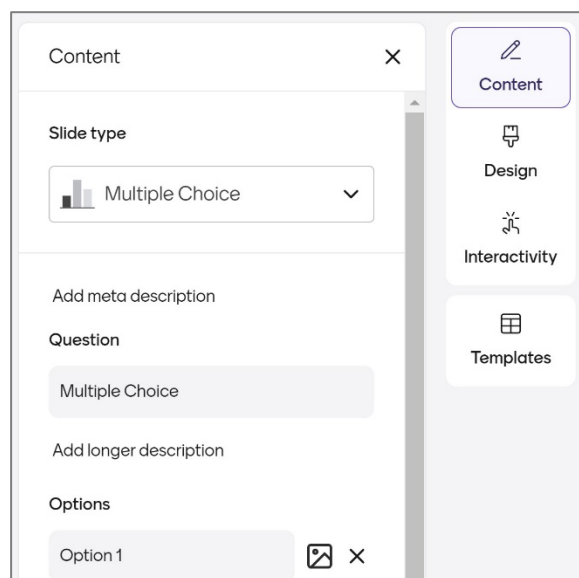 Content
Slide type
Multiple Choice
Add meta description
Question
Multiple Choice
Add longer description
Options
Option 1
Content
Design
Interactivity
Templates